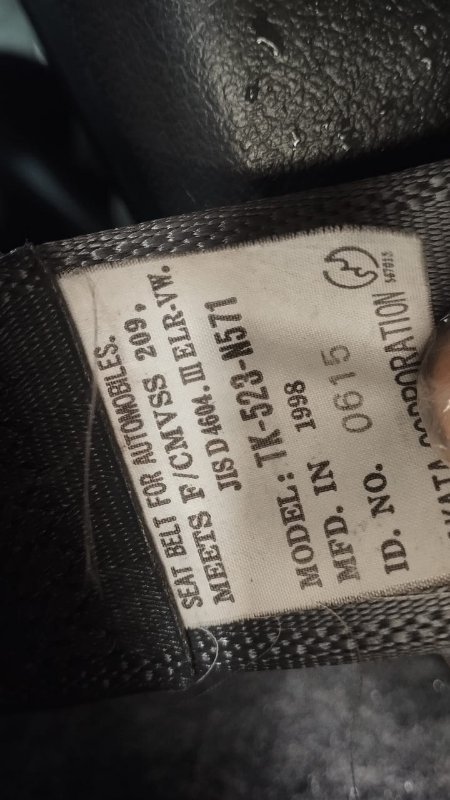 SEAT BELT FOR AUTOMOBILES.
MEETS F/CMVSS 209,
JIS D 4604. III ELR-VW.
MODEL: TK-523-N571
MFD. IN 1998
ID. NO. 0615
CORPORATION